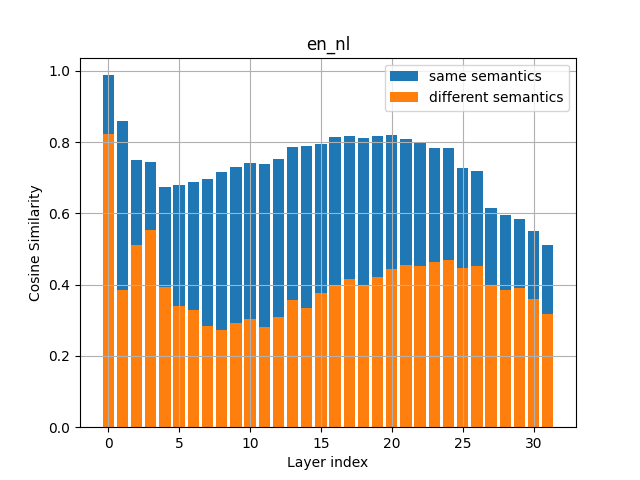 en_nl
same semantics
different semantics
Cosine Similarity
1.0
0.8
0.6
0.4
0.2
0.0
0 5 10 15 20 25 30
Layer index